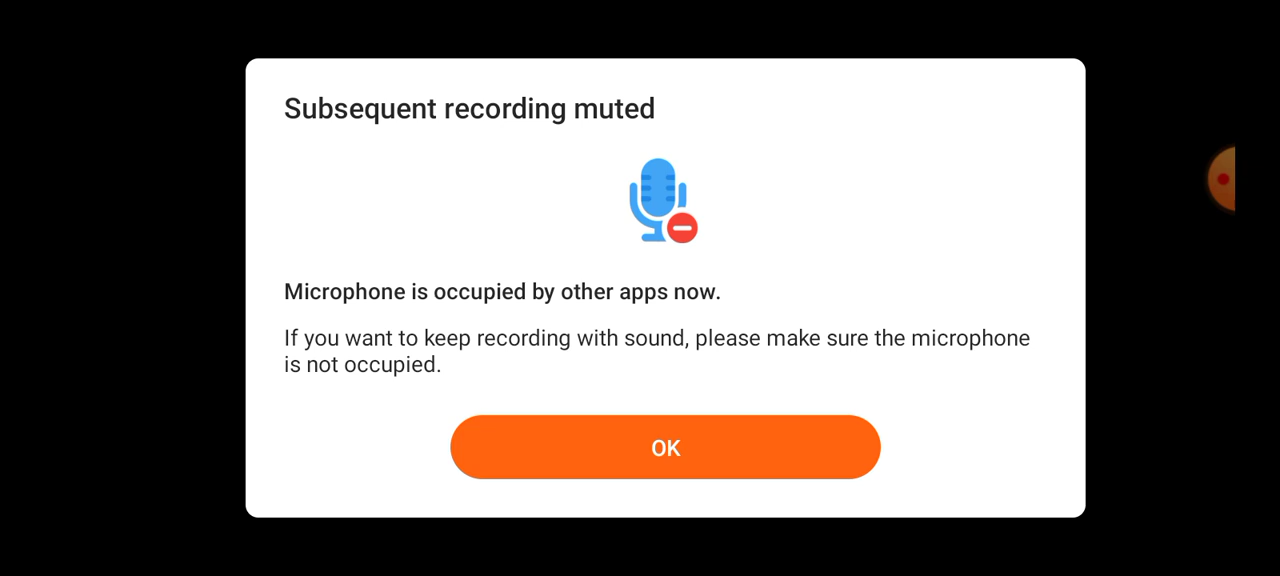 Subsequent recording muted
Microphone is occupied by other apps now.
If you want to keep recording with sound, please make sure the microphone
is not occupied.
OK